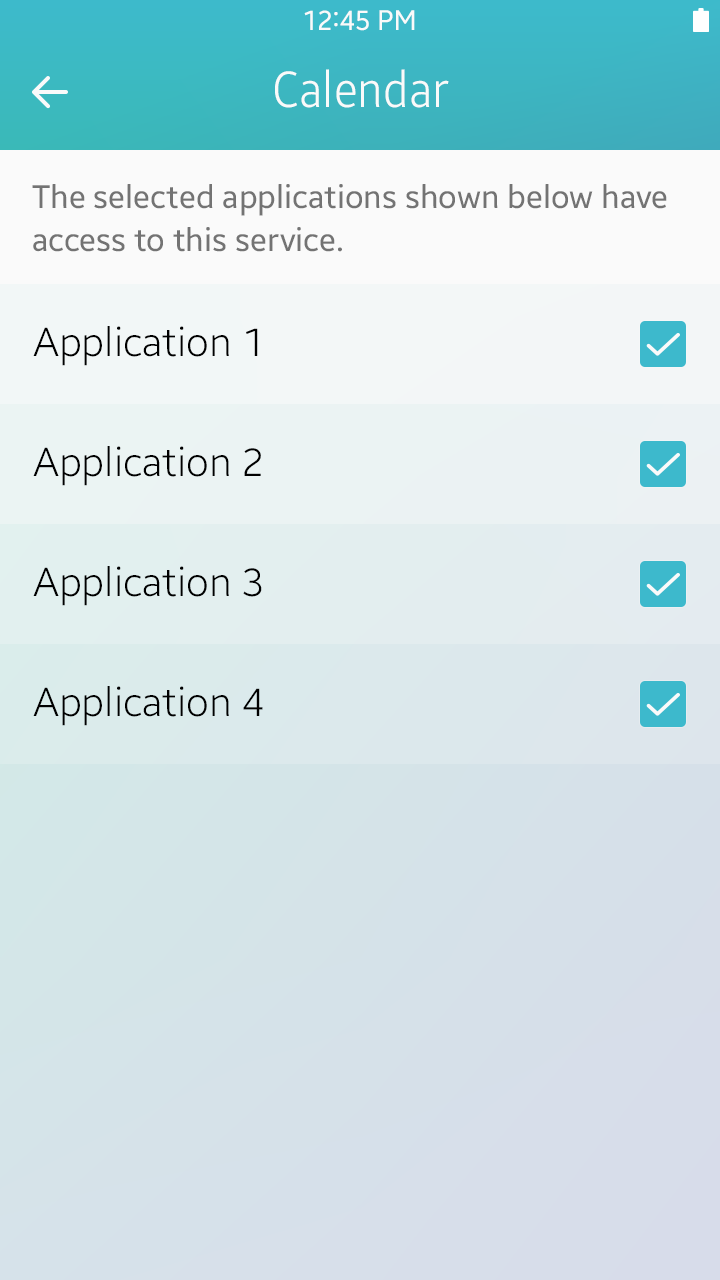 12:45 PM
Calendar
The selected applications shown below have
access to this service.
Application 1
Application 2
Application 3
Application 4